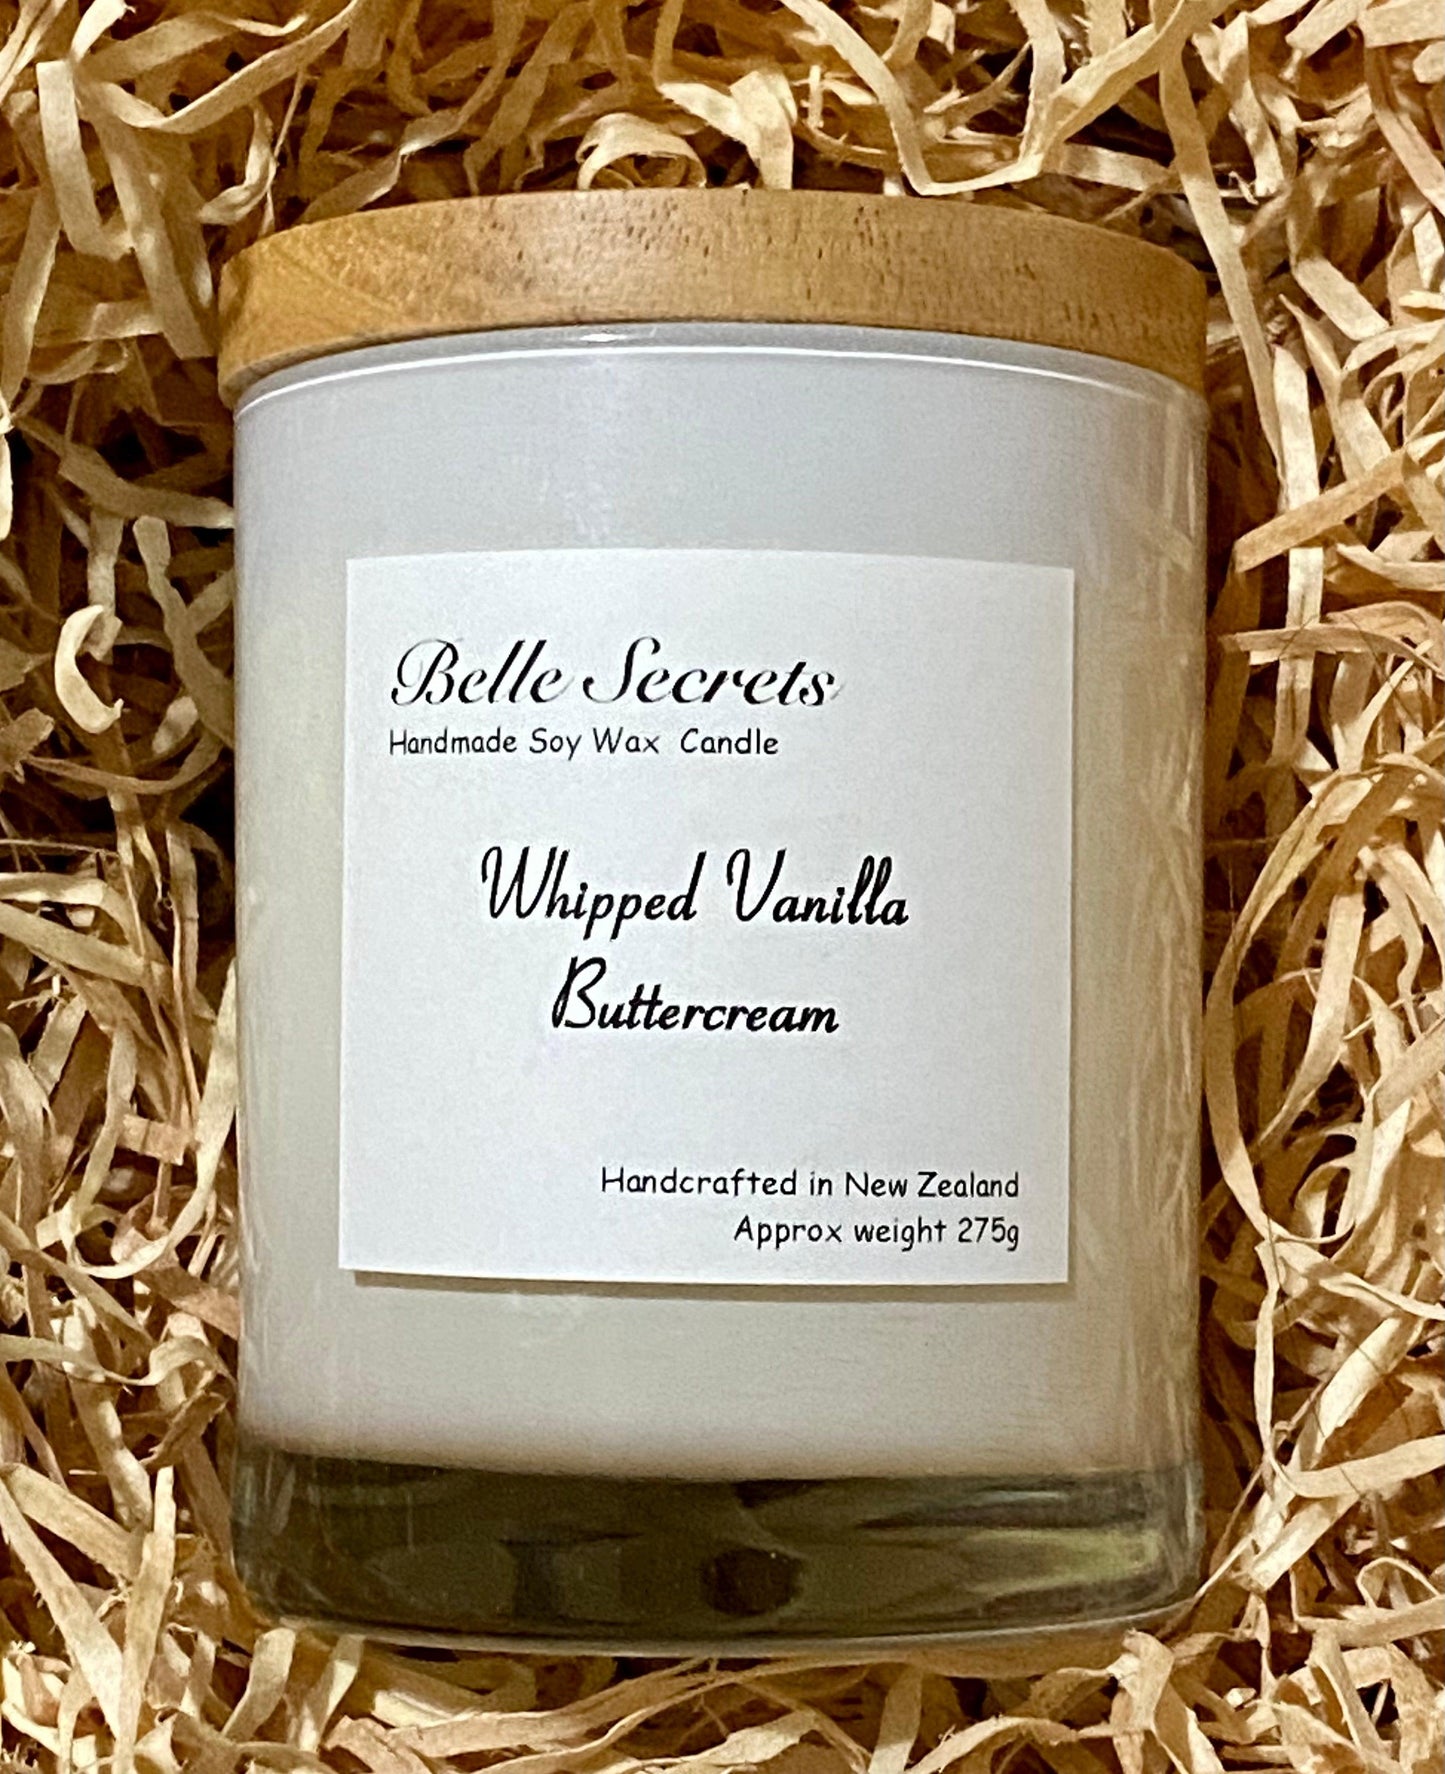 Belle Secrets
Handmade Soy Wax Candle
Whipped Vanilla
Buttercream
Handcrafted in New Zealand
Approx weight 275g